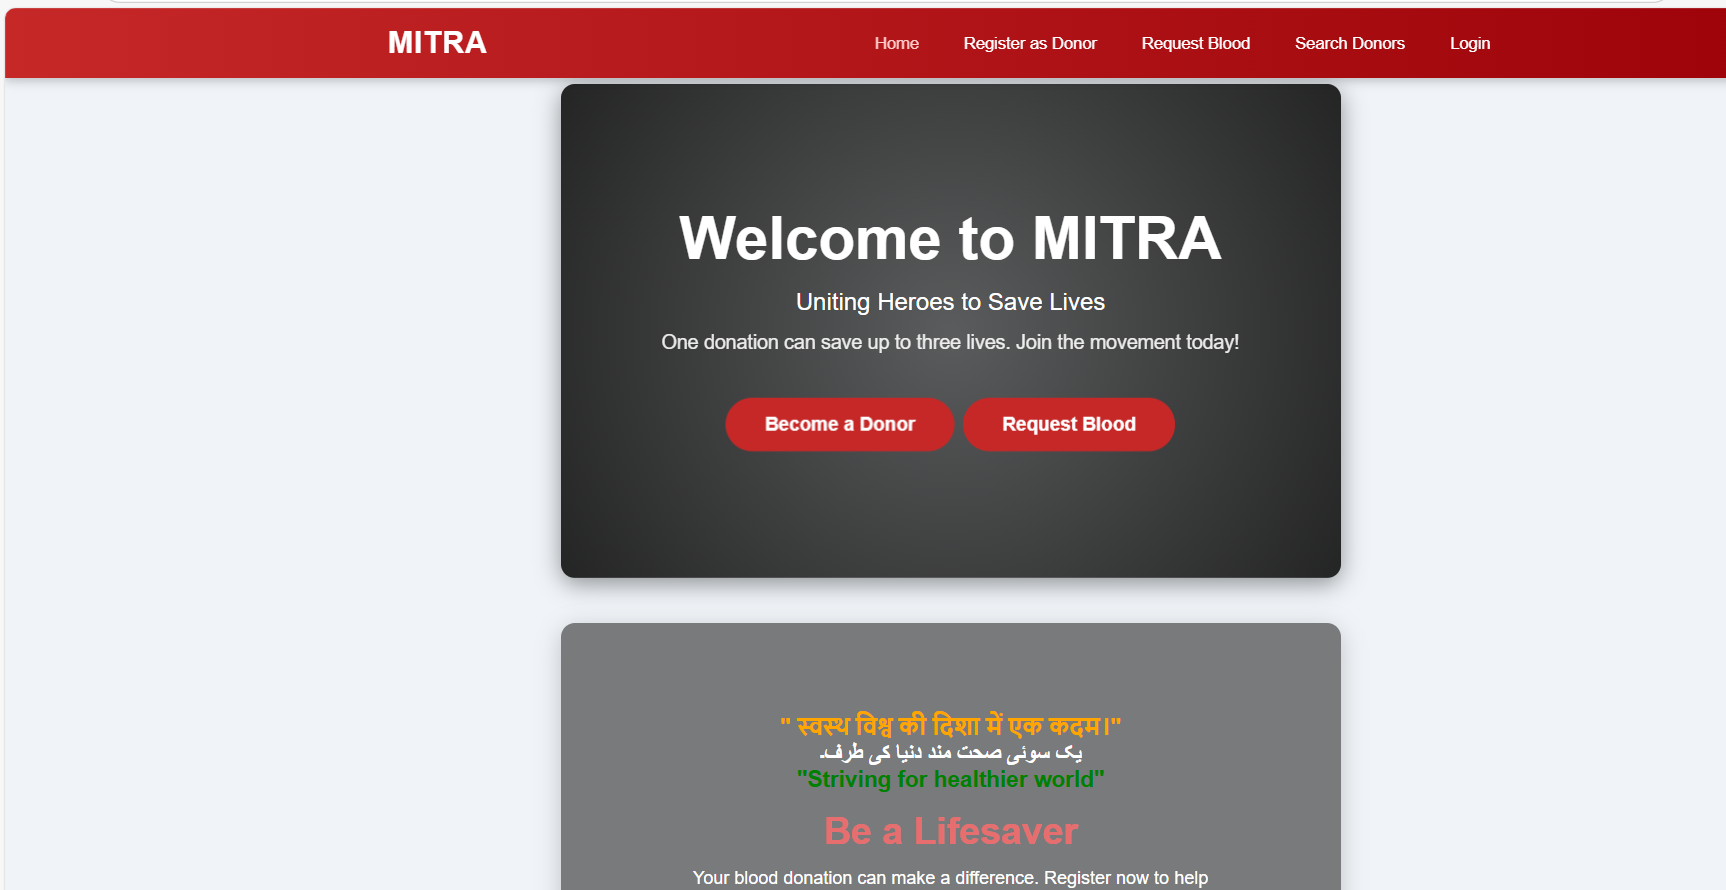 MITRA
Home Register as Donor Request Blood Search Donors Login
Welcome to MITRA
Uniting Heroes to Save Lives
One donation can save up to three lives. Join the movement today!
Become a Donor Request Blood
" स्वस्थ विश्व की दिशा में एक कदम।"
یک سوئی صحت مند دنیا کی طرف۔
"Striving for healthier world"
Be a Lifesaver
Your blood donation can make a difference. Register now to help